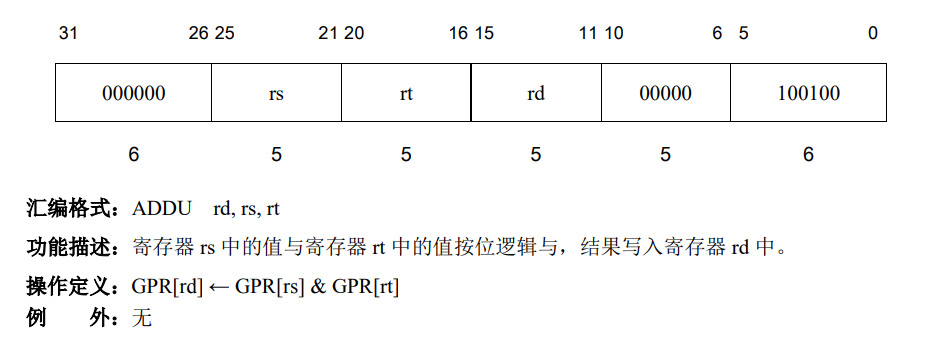 31 26 25 21 20 16 15 11 10 6 5 0
000000 rs rt rd 00000 100100
6 5 5 5 5 6
汇编格式：ADDU rd, rs, rt
功能描述：寄存器 rs 中的值与寄存器 rt 中的值按位逻辑与，结果写入寄存器 rd 中。
操作定义：GPR[rd] ← GPR[rs] & GPR[rt]
例 外：无